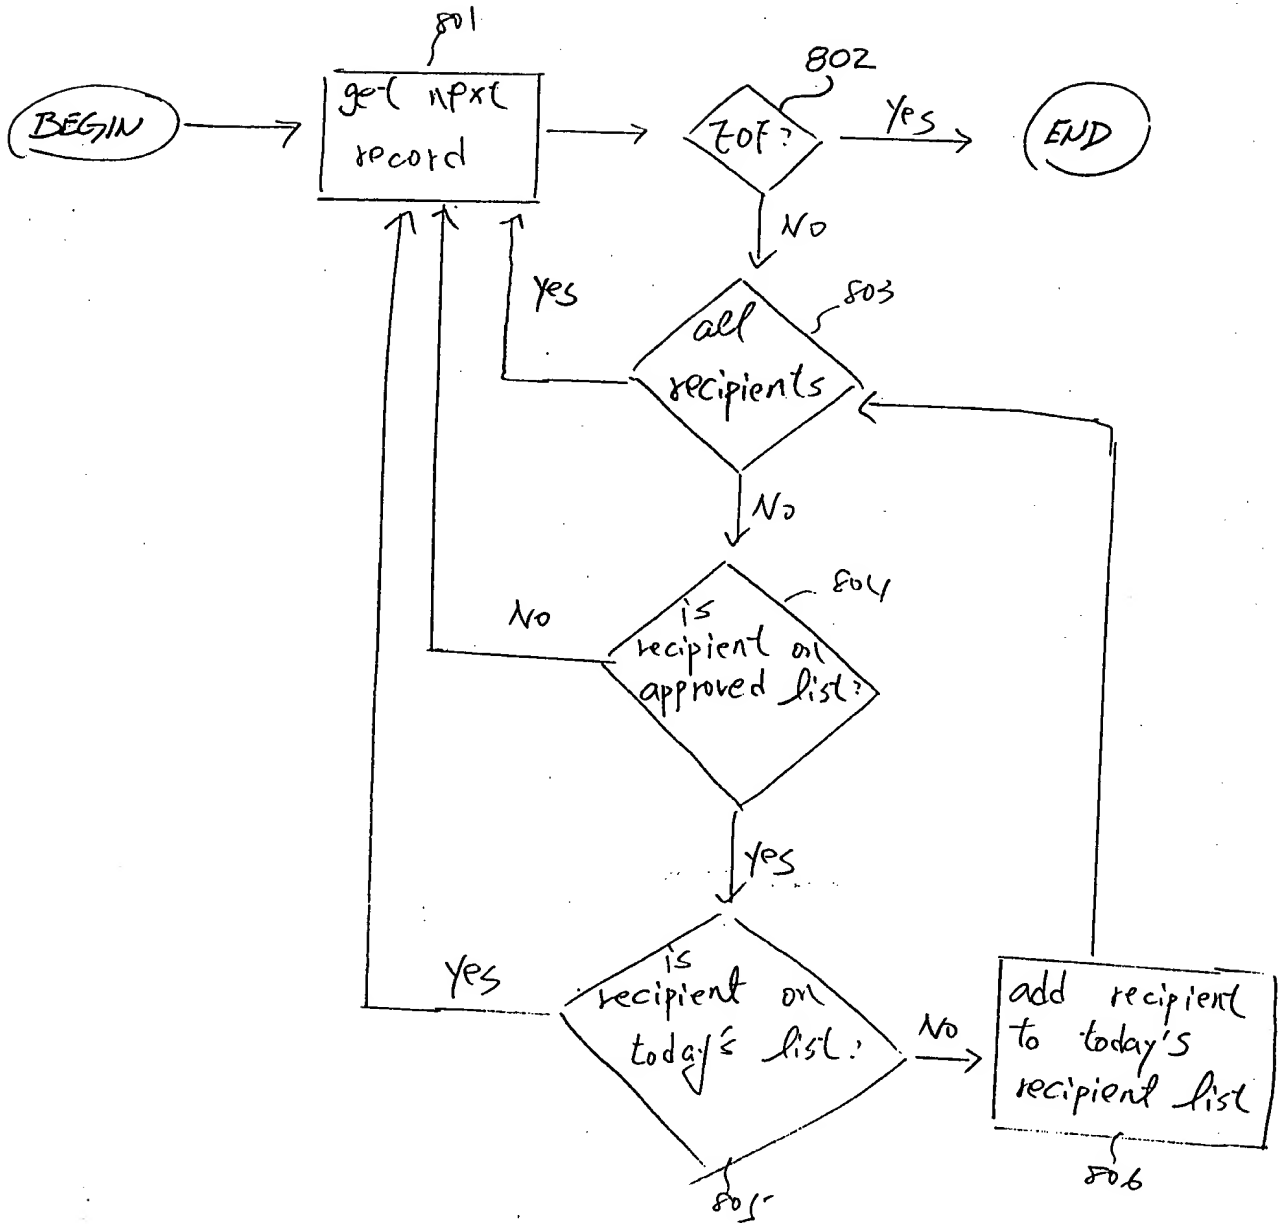 801
get next
record
BEGIN
802
EOF?
Yes
END
No
803
all
recipients
Yes
No
804
is
recipient on
approved list?
No
Yes
is
recipient on
today's list?
Yes
No
805
add recipient
to today's
recipient list
806